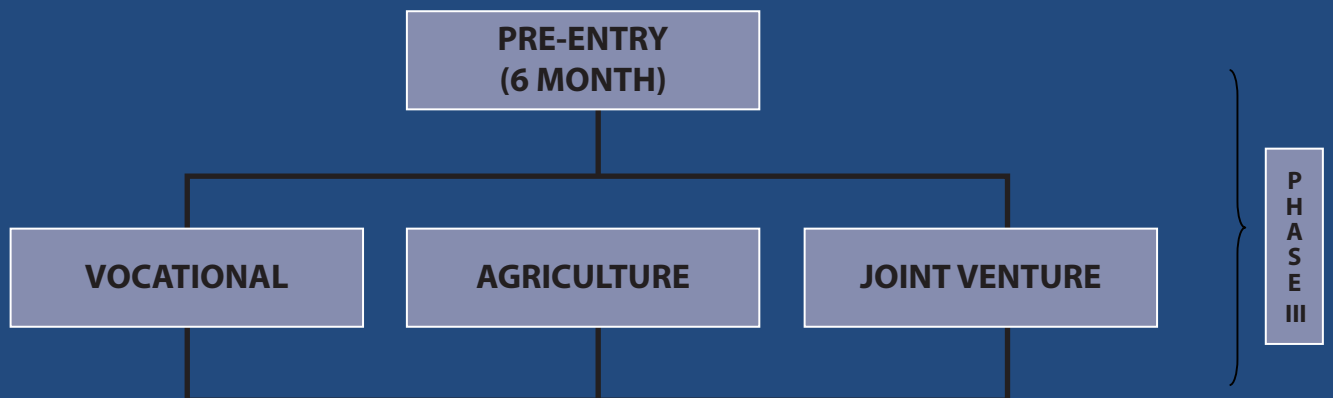 PRE-ENTRY
(6 MONTH)
VOCATIONAL
AGRICULTURE
JOINT VENTURE
P
H
A
S
E
III